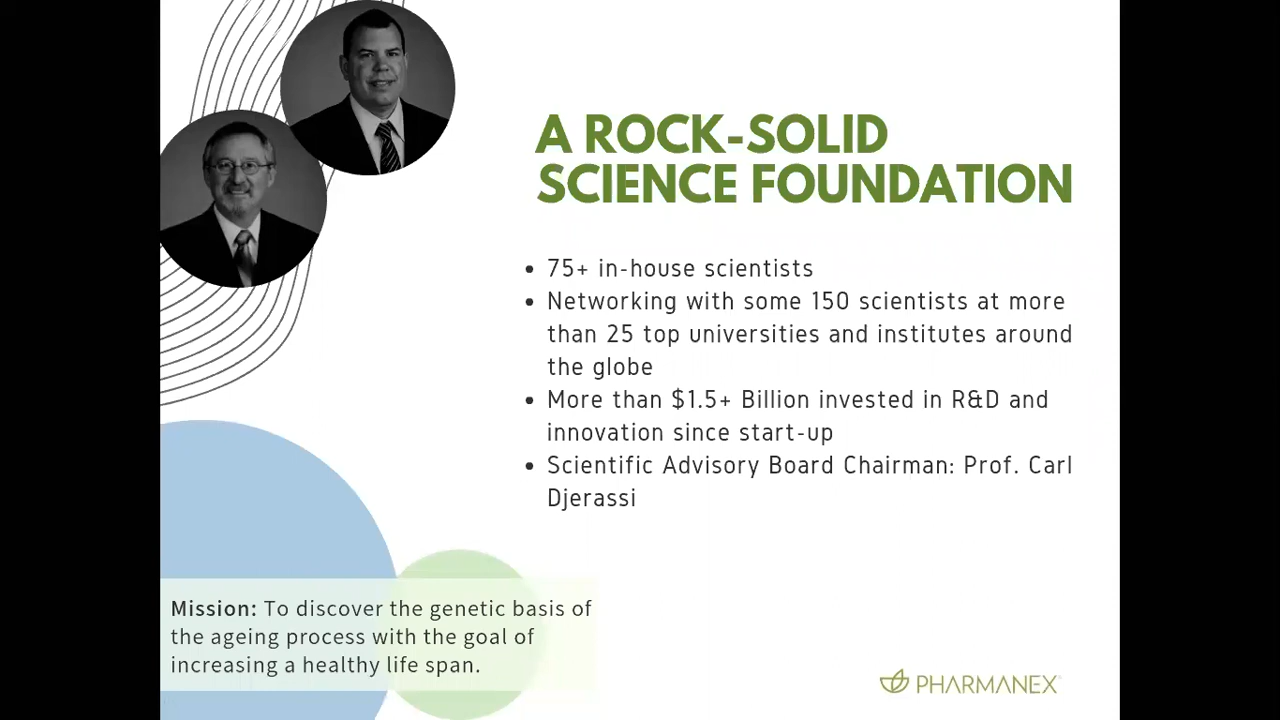 A ROCK-SOLID
SCIENCE FOUNDATION
• 75+ in-house scientists
• Networking with some 150 scientists at more
than 25 top universities and institutes around
the globe
• More than $1.5+ Billion invested in R&D and
innovation since start-up
• Scientific Advisory Board Chairman: Prof. Carl
Djerassi
Mission: To discover the genetic basis of
the ageing process with the goal of
increasing a healthy life span.
PHARMANEX